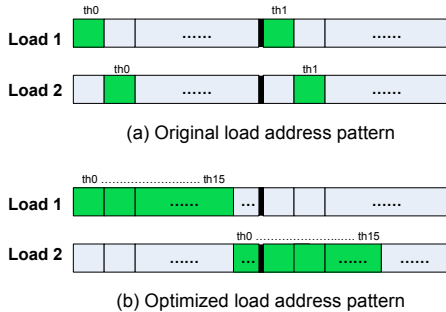 th0 th1
Load 1 ...... ......
th0 th1
Load 2 ...... ......
(a) Original load address pattern
th0 ........................ th15
Load 1 ...... ... ......
th0 ........................ th15
Load 2 ...... ... ...... ......
(b) Optimized load address pattern